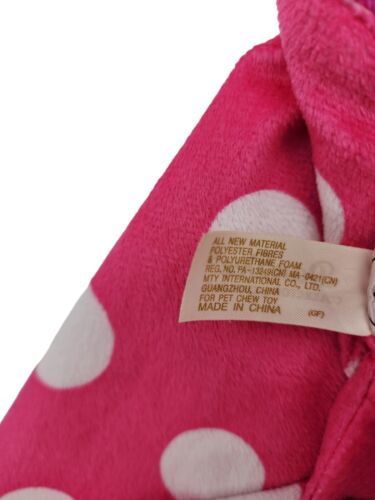 ALL NEW MATERIAL
POLYESTER FIBRES
& POLYURETHANE FOAM
REG. NO. PA-13249(CN) MA-0421(CN)
MTY INTERNATIONAL CO., LTD.
GUANGZHOU, CHINA
FOR PET CHEW TOY
MADE IN CHINA (GF)